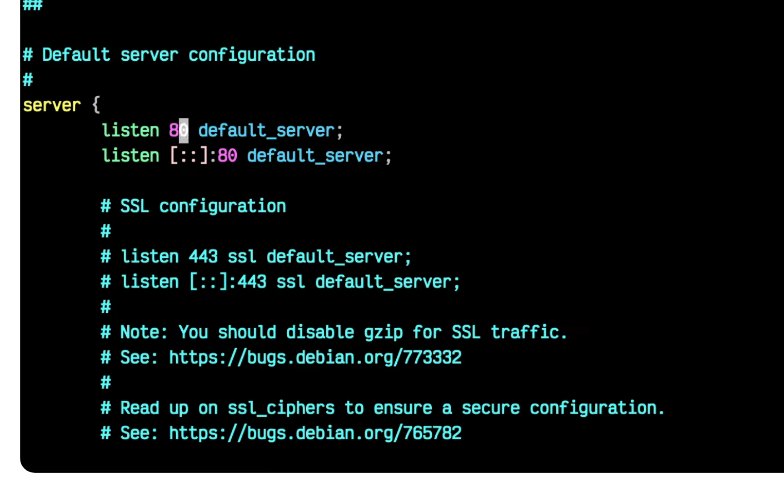 ##
# Default server configuration
#
server {
listen 80 default_server;
listen [::]:80 default_server;
# SSL configuration
#
# listen 443 ssl default_server;
# listen [::]:443 ssl default_server;
#
# Note: You should disable gzip for SSL traffic.
# See: https://bugs.debian.org/773332
#
# Read up on ssl_ciphers to ensure a secure configuration.
# See: https://bugs.debian.org/765782